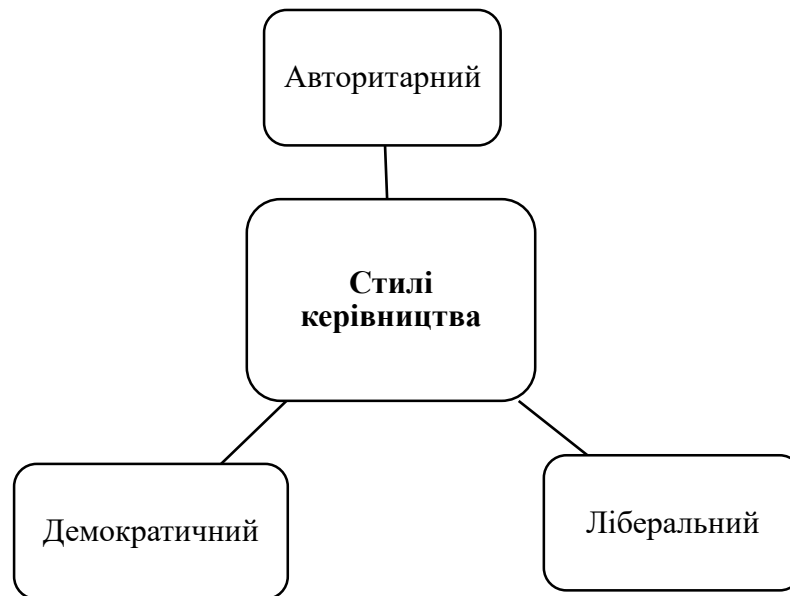 Авторитарний
Стилі
керівництва
Демократичний
Ліберальний